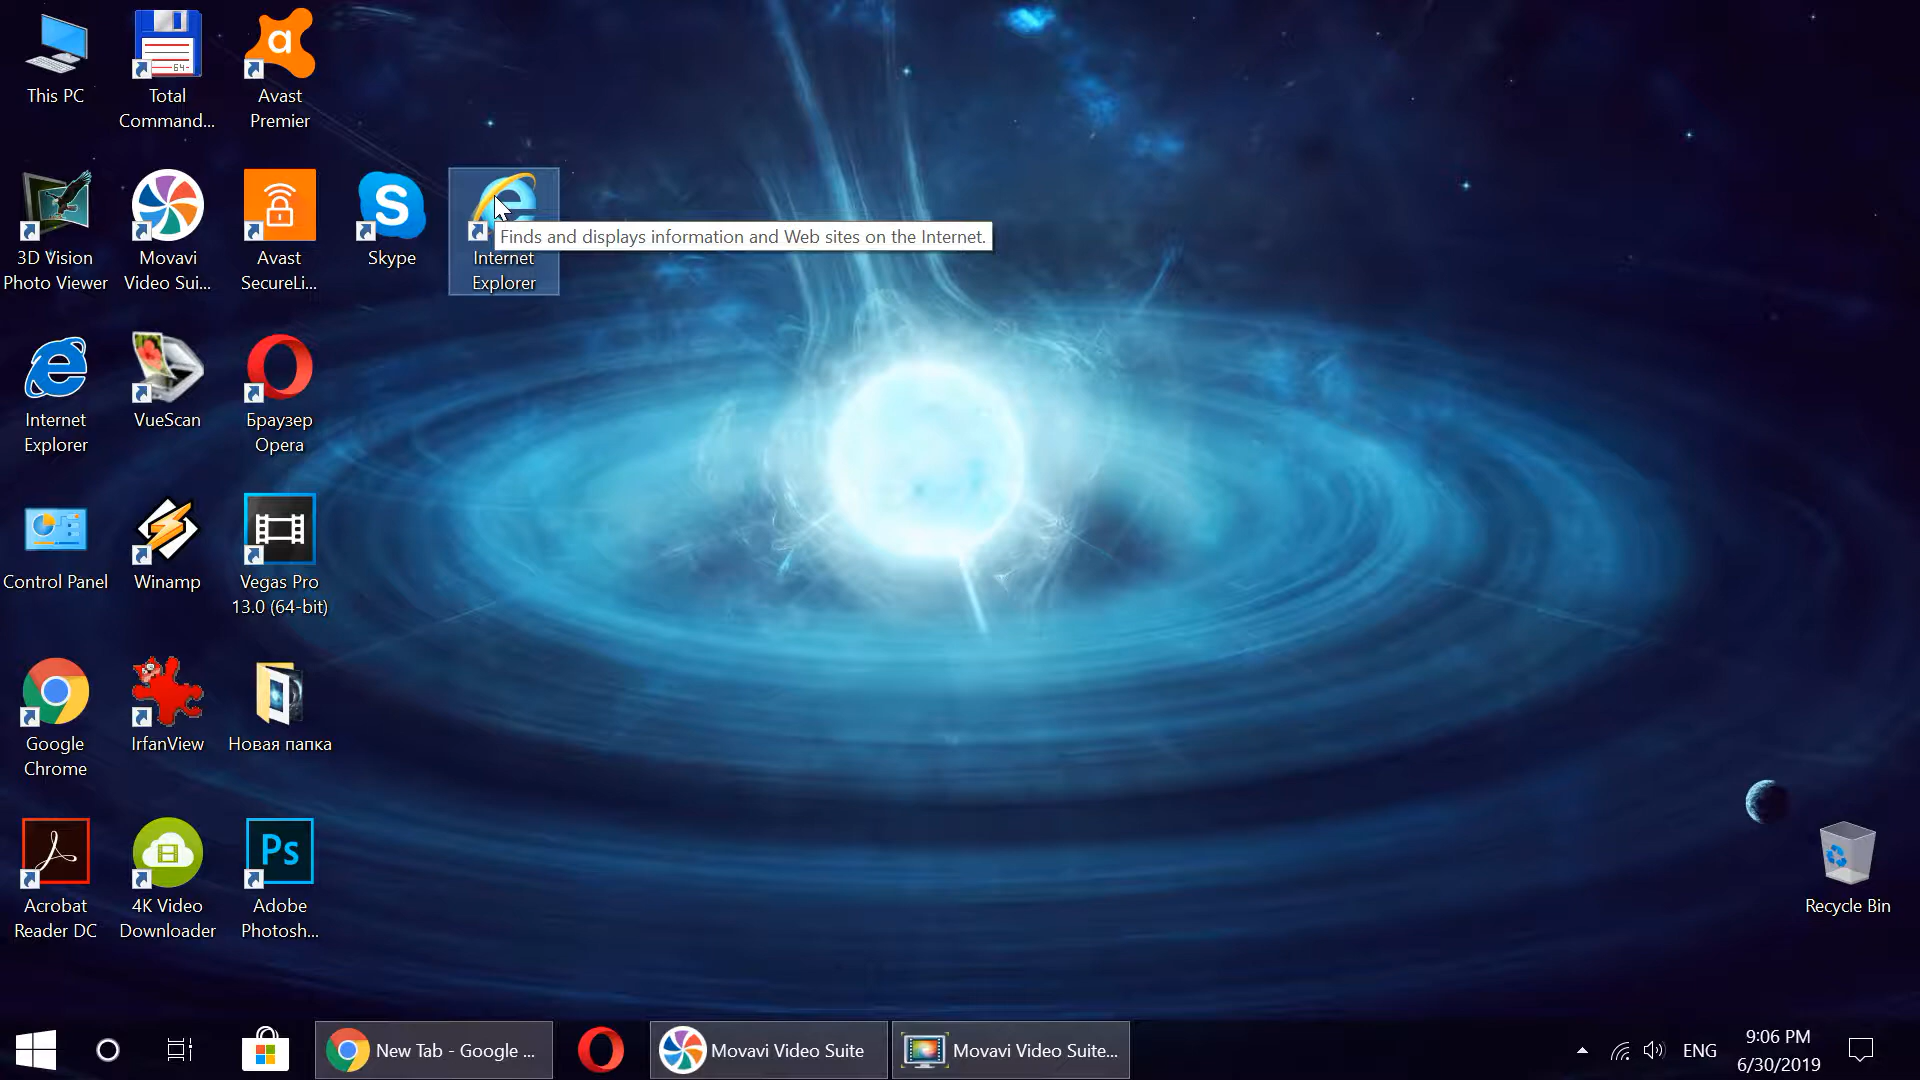 This PC
Total
Command...
64
Avast
Premier
3D Vision
Photo Viewer
Movavi
Video Sui...
Avast
SecureLi...
S
Skype
Finds and displays information and Web sites on the Internet.
Internet
Explorer
Internet
Explorer
VueScan
Браузер
Opera
Control Panel
Winamp
Vegas Pro
13.0 (64-bit)
Google
Chrome
IrfanView
Новая папка
Acrobat
Reader DC
4K Video
Downloader
Ps
Adobe
Photosh...
Recycle Bin
New Tab - Google ...
Movavi Video Suite
Movavi Video Suite...
ENG
9:06 PM
6/30/2019